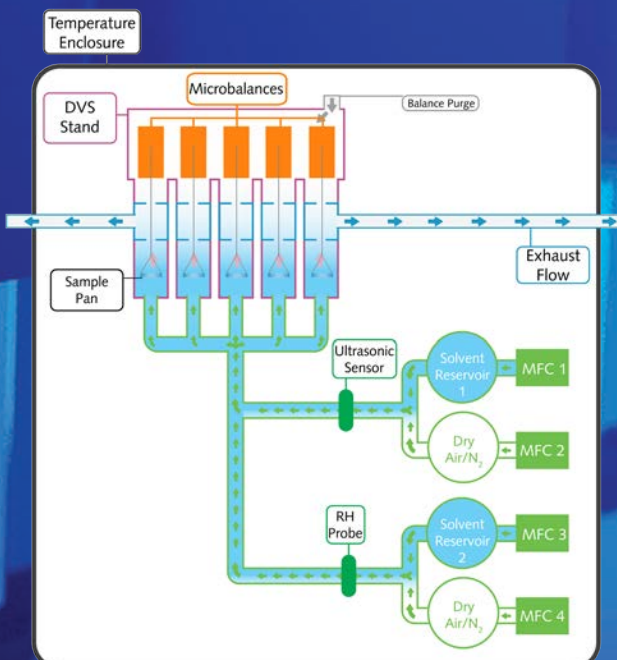 Temperature
Enclosure
Microbalances
DVS
Stand
Balance Purge
Exhaust
Flow
Sample
Pan
Ultrasonic
Sensor
Solvent
Reservoir
1
MFC 1
Dry
Air/N₂
MFC 2
RH
Probe
Solvent
Reservoir
2
MFC 3
Dry
Air/N₂
MFC 4